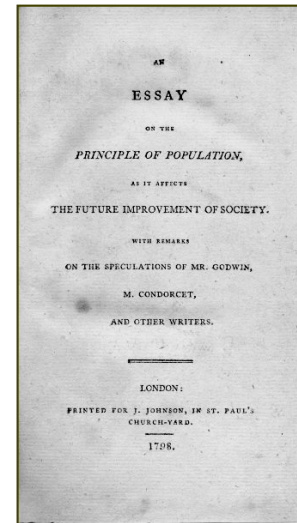 AN
ESSAY
ON THE
PRINCIPLE OF POPULATION,
AS IT AFFECTS
THE FUTURE IMPROVEMENT OF SOCIETY.
WITH REMARKS
ON THE SPECULATIONS OF MR. GODWIN,
M. CONDORCET,
AND OTHER WRITERS.
LONDON:
PRINTED FOR J. JOHNSON, IN ST. PAUL'S
CHURCH-YARD.
1798.